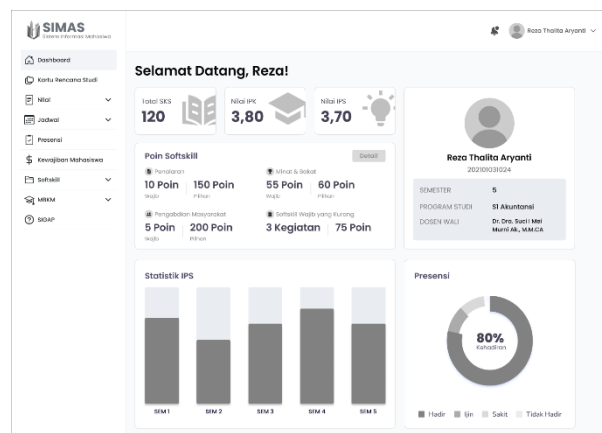 SIMAS
Sistem Informasi Mahasiswa
Reza Thalita Aryanti
Dashboard
Kartu Rencana Studi
Nilai
Jadwal
Presensi
Kewajiban Mahasiswa
Softskill
MBKM
SIGAP
Selamat Datang, Reza!
Total SKS
120
Nilai IPK
3,80
Nilai IPS
3,70
Poin Softskill
Detail
Penalaran
10 Poin 150 Poin
Wajib Pilihan
Minat & Bakat
55 Poin 60 Poin
Wajib Pilihan
Pengabdian Masyarakat
5 Poin 200 Poin
Wajib Pilihan
Softskill Wajib yang Kurang
3 Kegiatan 75 Poin
Reza Thalita Aryanti
202101031024
SEMESTER 5
PROGRAM STUDI S1 Akuntansi
DOSEN WALI Dr. Dra. Suci
Mei
Murni Ak., M.M.CA
Statistik IPS
SEM 1 SEM 2 SEM 3 SEM 4 SEM 5
Presensi
80%
Kehadiran
Hadir Ijin Sakit Tidak Hadir